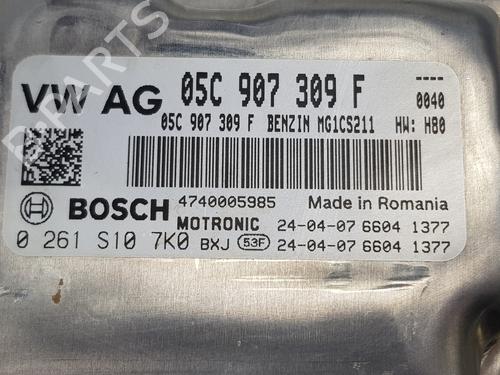 VW AG 05C 907 309 F ----
0040
05C 907 309 F BENZIN MG1CS211 HW: H80
BOSCH 4740005985 Made in Romania
MOTRONIC 24-04-07 6604 1377
0 261 S10 7K0 BXJ 53F 24-04-07 6604 1377
B-PARTS